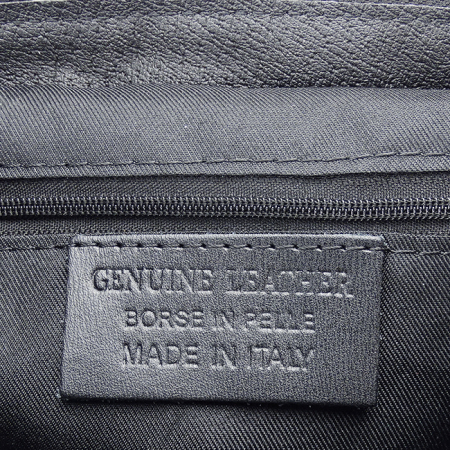 GENUINE LEATHER
BORSE IN PELLE
MADE IN ITALY